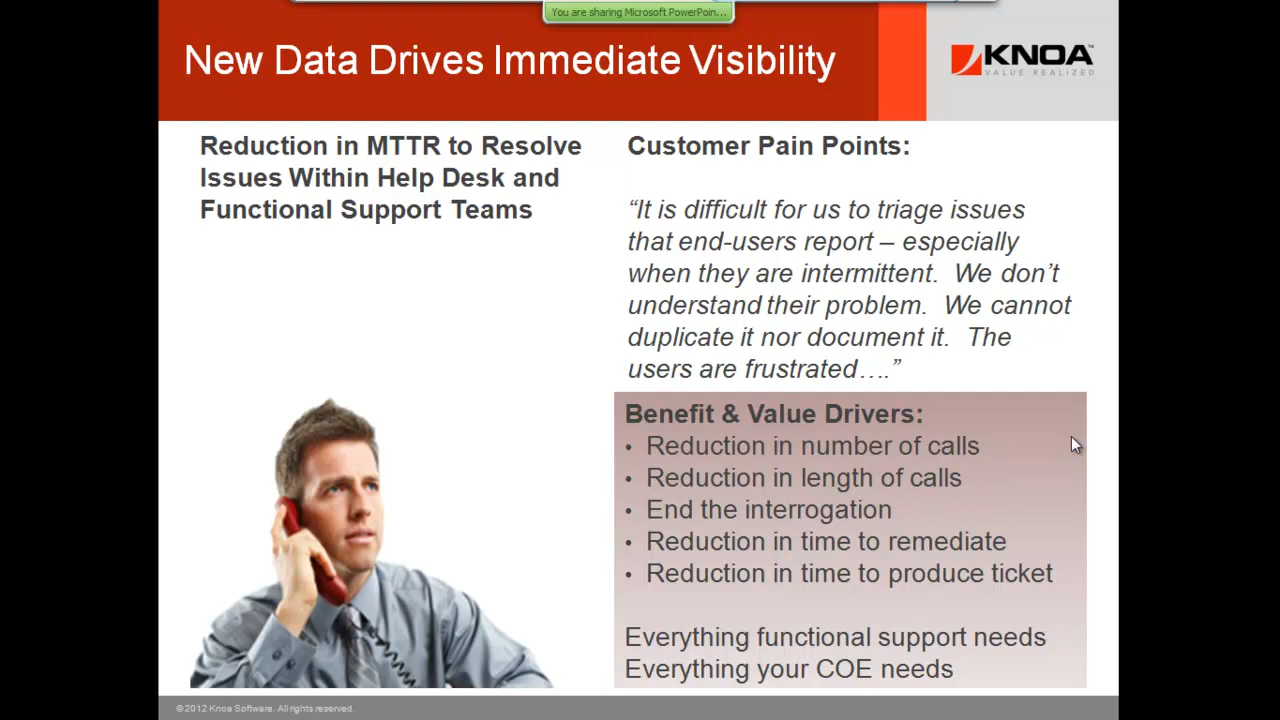 You are sharing Microsoft PowerPoin...
New Data Drives Immediate Visibility
KNOA™
VALUE REALIZED
Reduction in MTTR to Resolve
Issues Within Help Desk and
Functional Support Teams
Customer Pain Points:
“It is difficult for us to triage issues
that end-users report – especially
when they are intermittent. We don’t
understand their problem. We cannot
duplicate it nor document it. The
users are frustrated….”
Benefit & Value Drivers:
• Reduction in number of calls
• Reduction in length of calls
• End the interrogation
• Reduction in time to remediate
• Reduction in time to produce ticket
Everything functional support needs
Everything your COE needs
©2012 Knoa Software. All rights reserved.